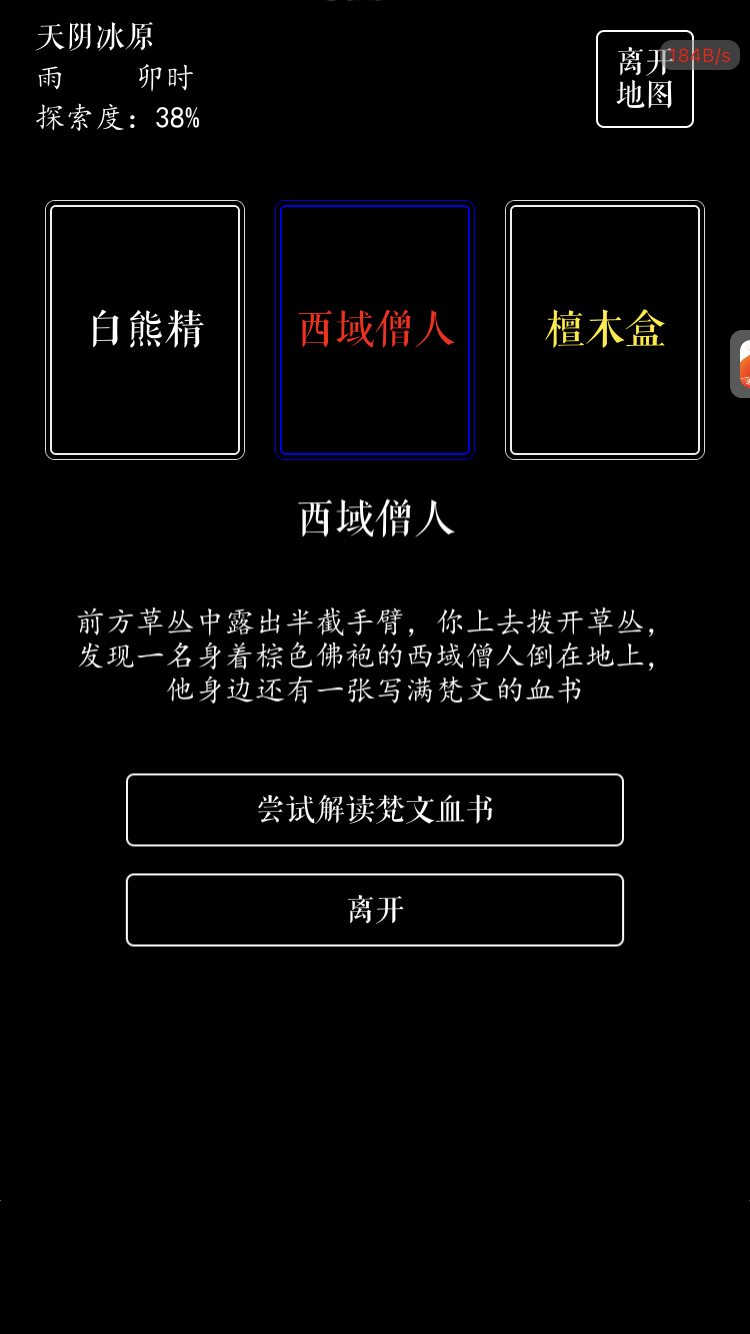 天阴冰原
雨 卯时
探索度：38%
离开
地图
184B/s
白熊精
西域僧人
檀木盒
西域僧人
前方草丛中露出半截手臂，你上去拨开草丛，
发现一名身着棕色佛袍的西域僧人倒在地上，
他身边还有一张写满梵文的血书
尝试解读梵文血书
离开